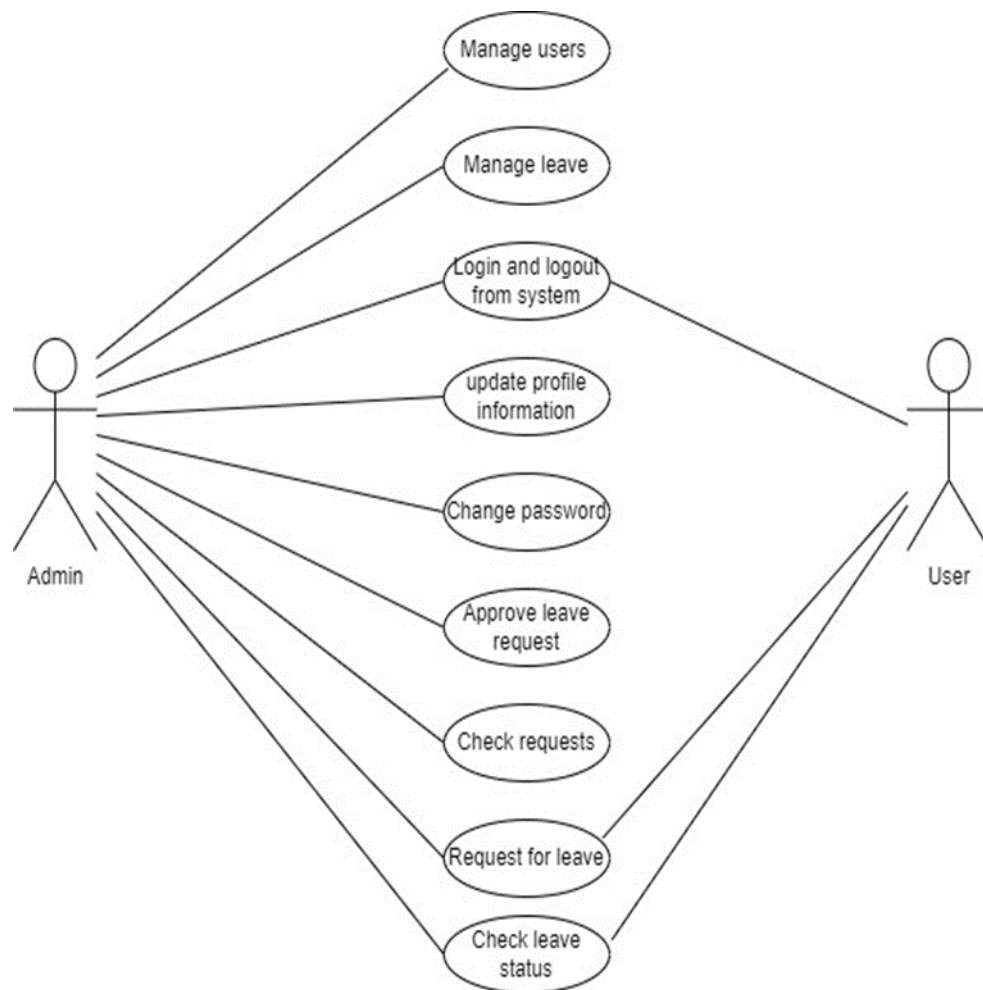 Manage users
Manage leave
Login and logout
from system
update profile
information
Change password
Admin
User
Approve leave
request
Check requests
Request for leave
Check leave
status